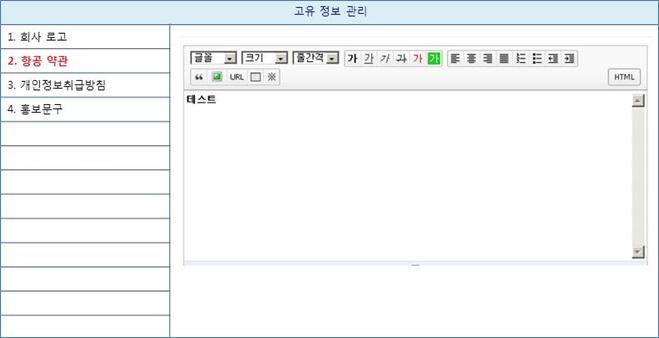 고유 정보 관리
1. 회사 로고
2. 항공 약관
3. 개인정보취급방침
4. 홍보문구
글꼴 크기 줄간격 가 가 가 가 가 가
URL ※ HTML
테스트